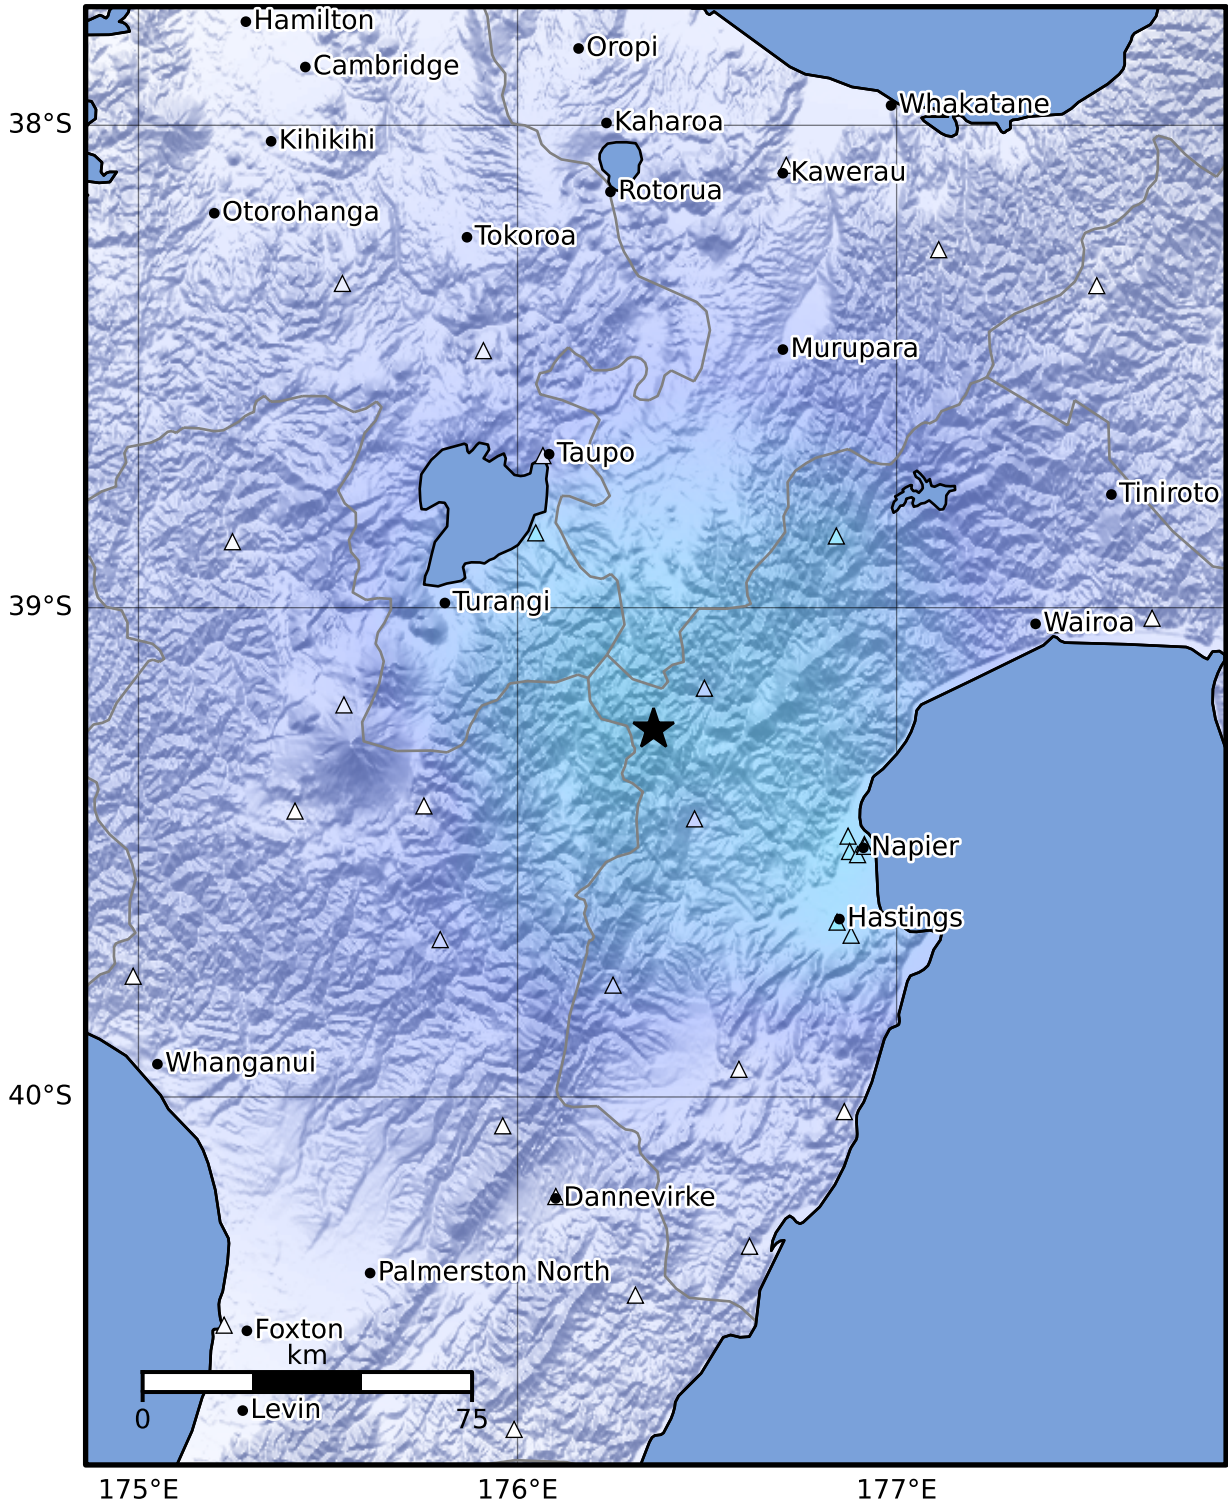 Hamilton
Oropi
Cambridge
Whakatane
38°S
Kaharoa
Kihikihi
Kawerau
Rotorua
Otorohanga
Tokoroa
Murupara
Taupo
Tiniroto
39°S
Turangi
Wairoa
Napier
Hastings
Whanganui
40°S
Dannevirke
Palmerston North
Foxton
km
Levin
0
75
175°E
176°E
177°E